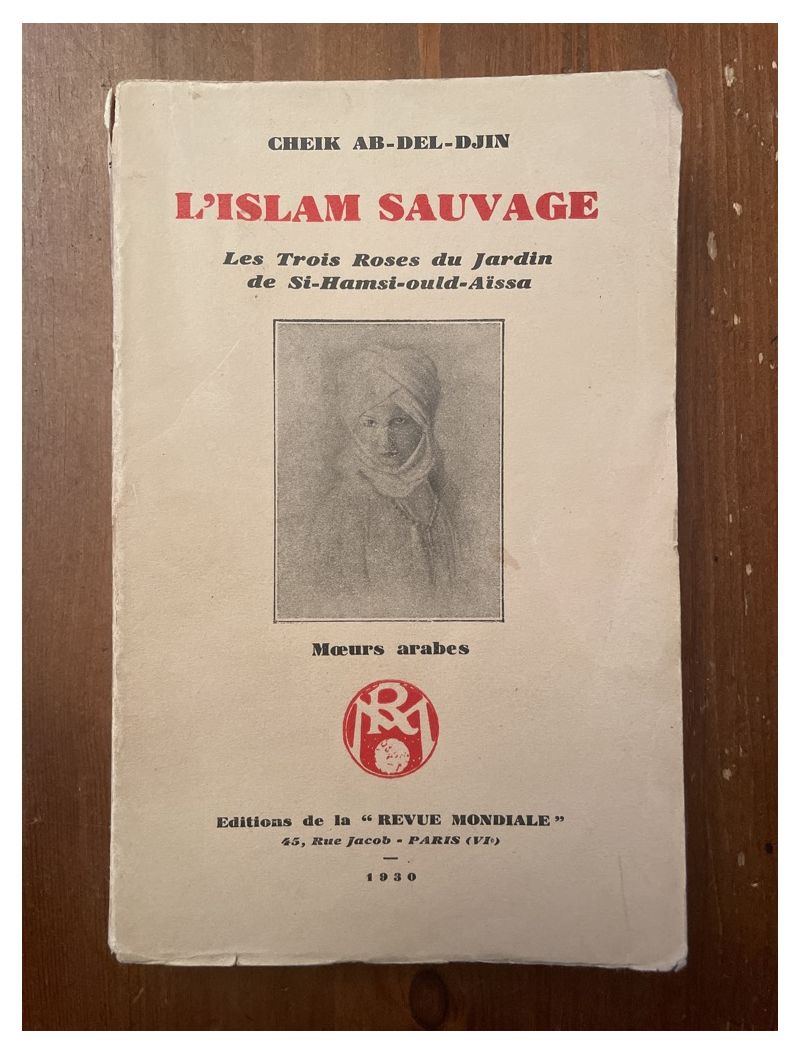 CHEIK AB-DEL-DJIN
L'ISLAM SAUVAGE
Les Trois Roses du Jardin
de Si-Hamsi-ould-Aïssa
Mœurs arabes
RM
Editions de la “ REVUE MONDIALE ”
45, Rue Jacob - PARIS (VIe)
1930